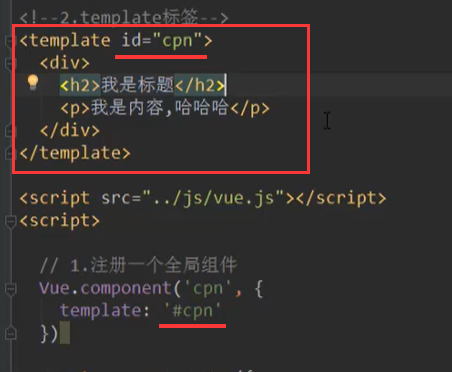 <!--2.template标签-->
<template id="cpn">
<div>
<h2>我是标题</h2>
<p>我是内容,哈哈哈</p>
</div>
</template>
<script src="../js/vue.js"></script>
<script>
// 1.注册一个全局组件
Vue.component('cpn', {
template: '#cpn'
})